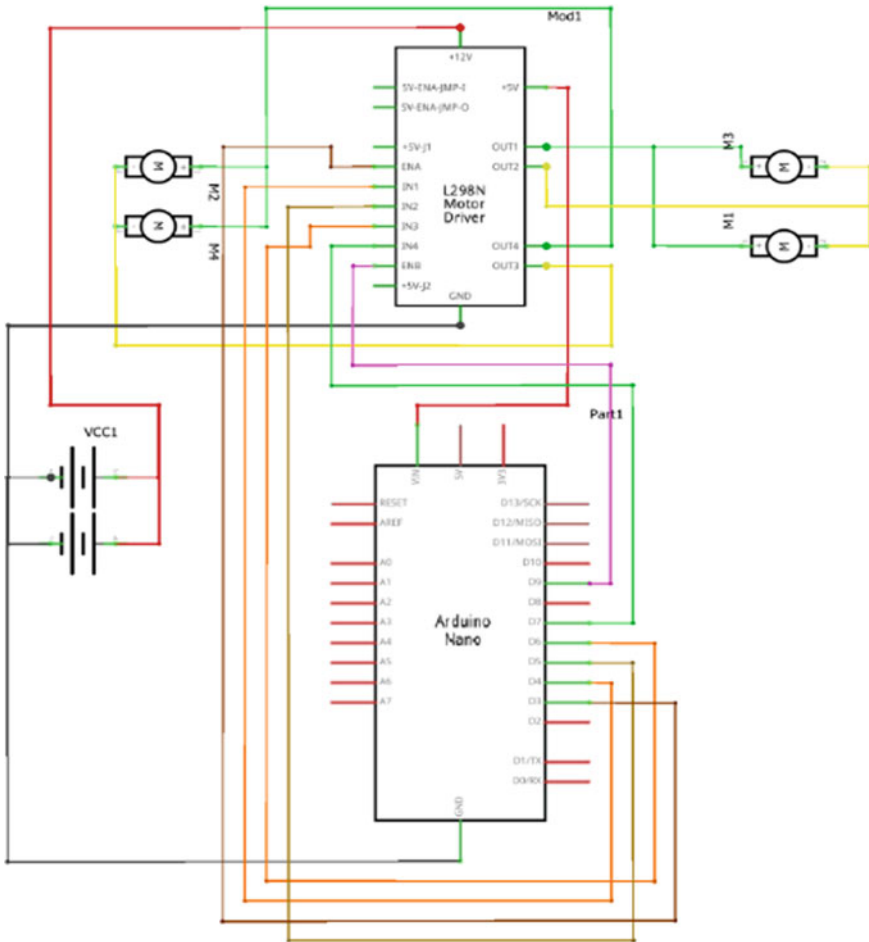 Mod1
+12V
5V-ENA-JMP-I
+5V
5V-ENA-JMP-O
+5V-J1
OUT1
M3
ENA
OUT2
M
M
IN1
L298N
Motor
Driver
M2
IN2
M
IN3
M1
M4
IN4
OUT4
M
ENB
OUT3
+5V-J2
GND
Part1
VCC1
VIN
5V
3V3
RESET
D13/SCK
AREF
D12/MISO
D11/MOSI
A0
D10
A1
D9
A2
D8
A3
D7
Arduino
Nano
A4
D6
A5
D5
A6
D4
A7
D3
D2
D1/TX
D0/RX
GND